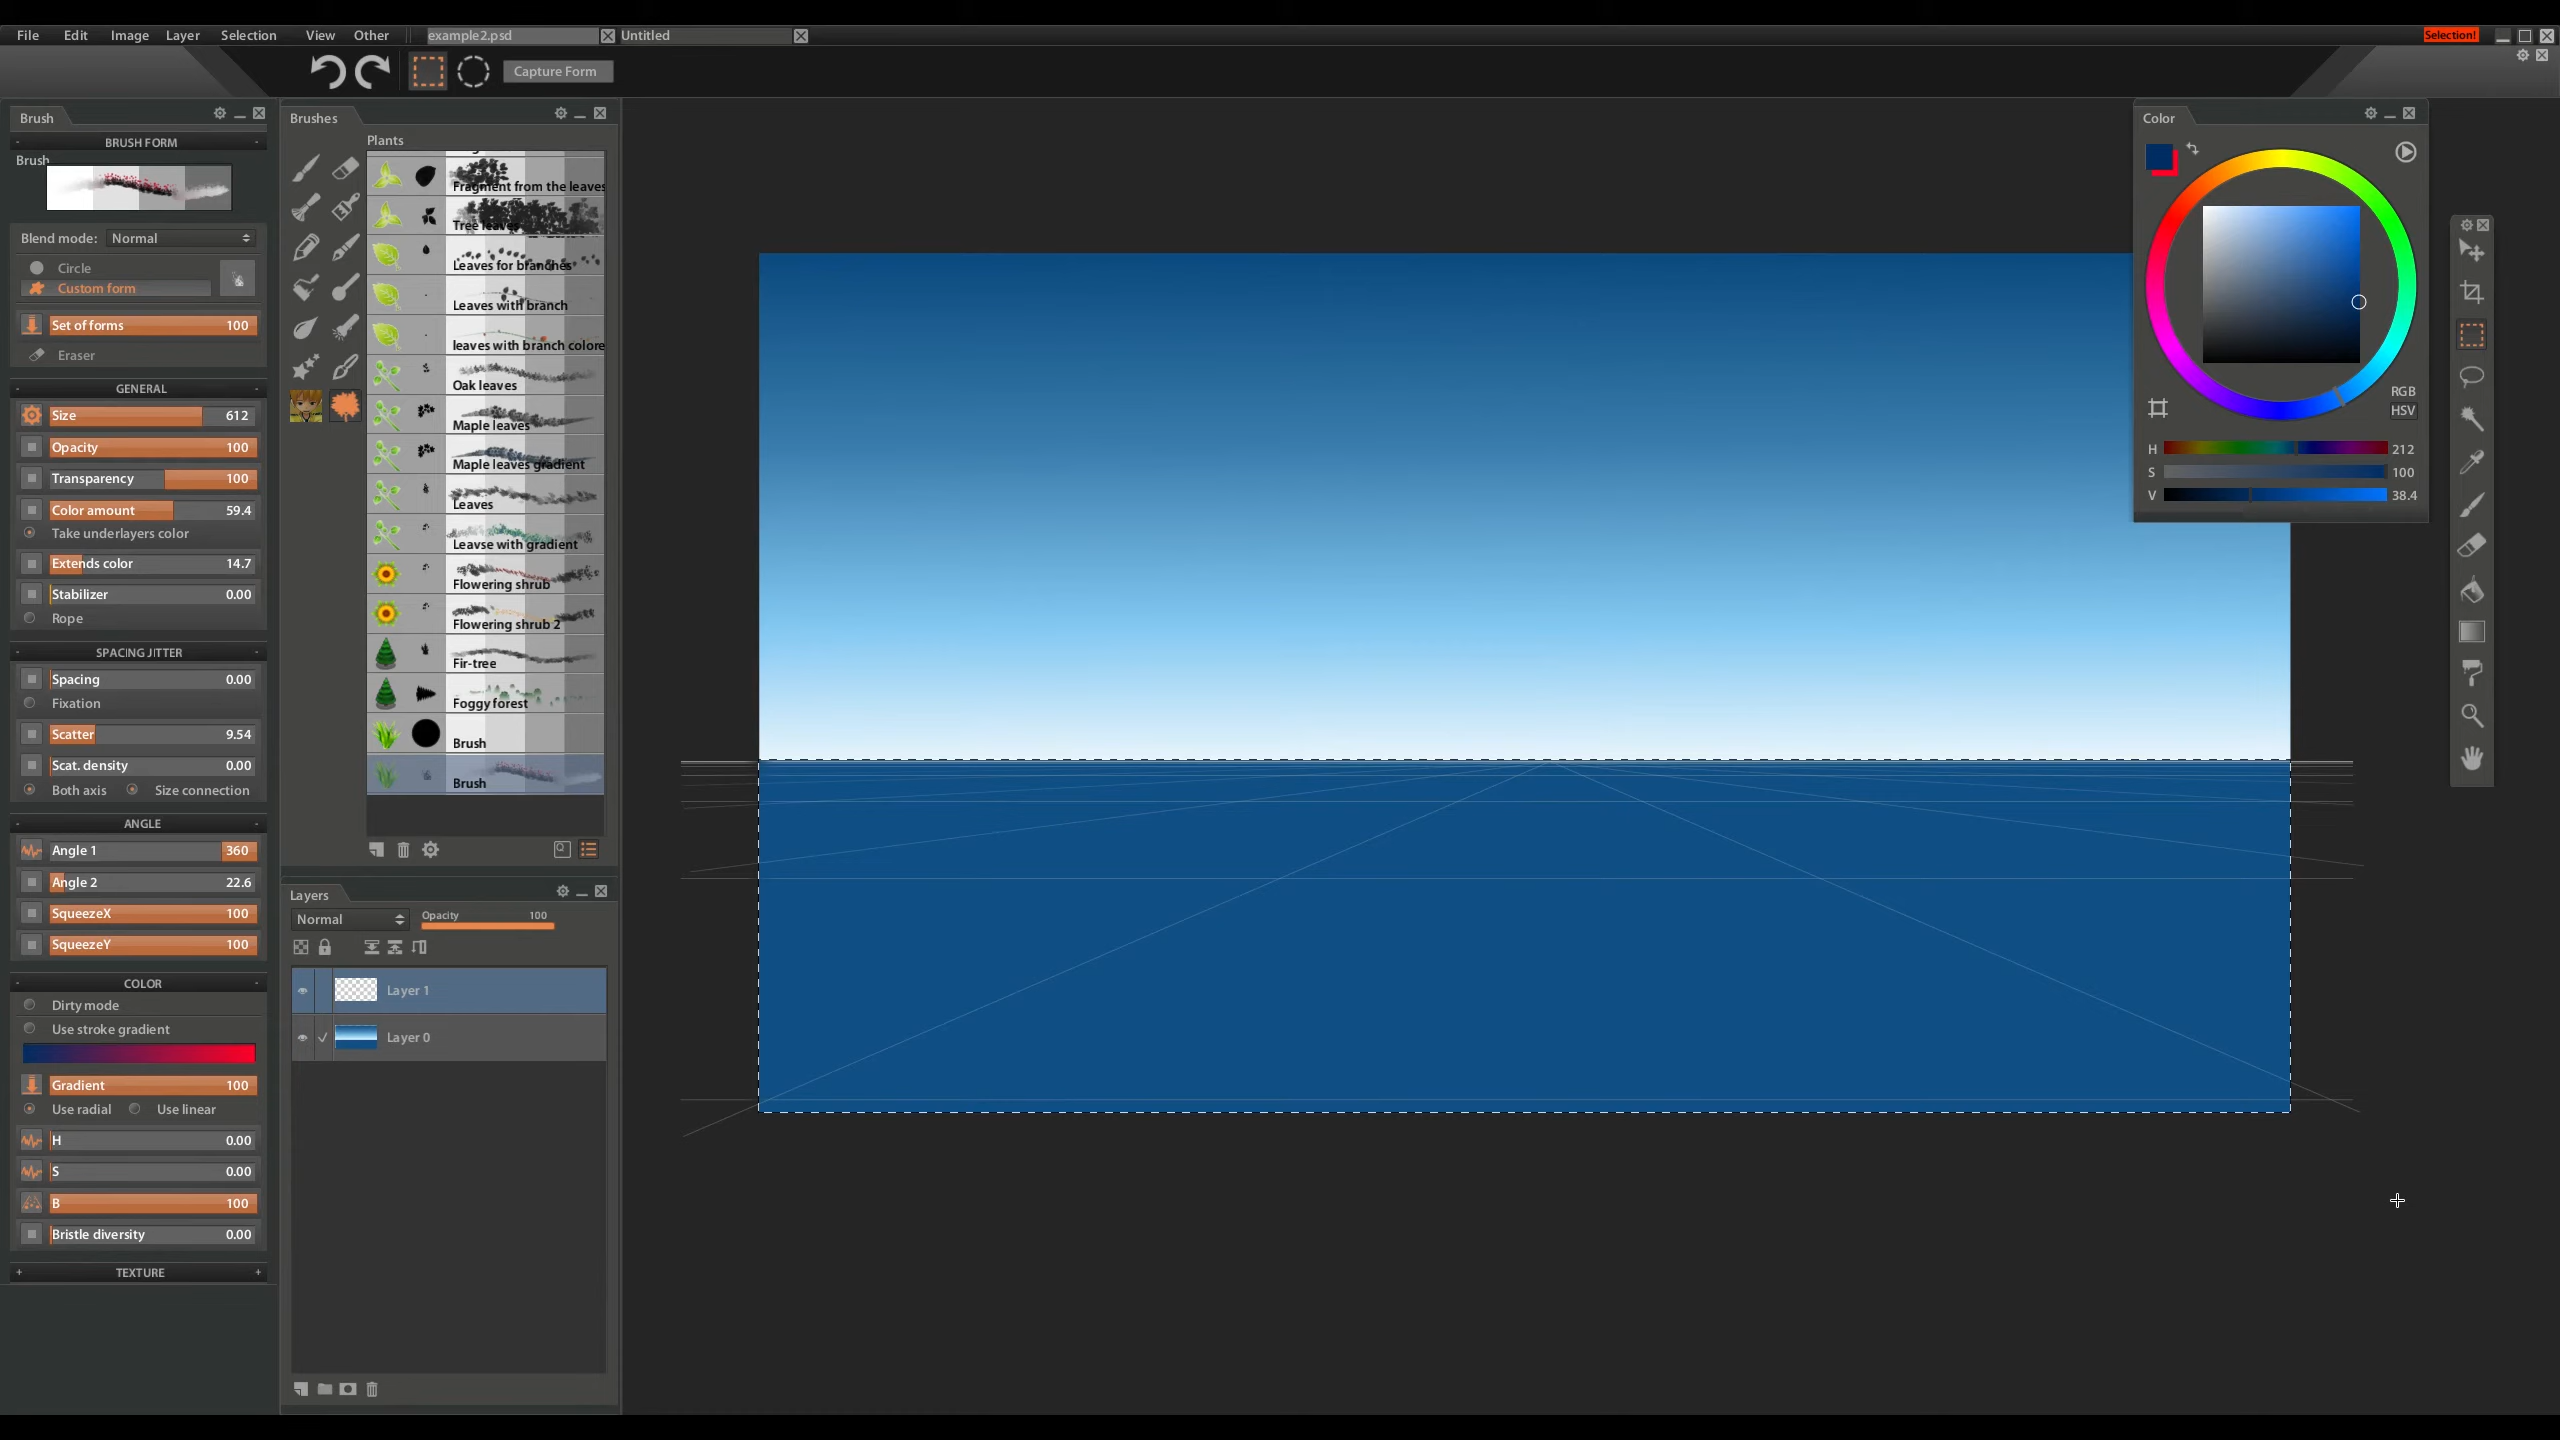 File Edit Image Layer Selection View Other example2.psd Untitled Selection!
Capture Form
Brush
BRUSH FORM
Brush
Blend mode: Normal
Circle
Custom form
Set of forms 100
Eraser
GENERAL
Size 612
Opacity 100
Transparency 100
Color amount 59.4
Take underlayers color
Extends color 14.7
Stabilizer 0.00
Rope
SPACING JITTER
Spacing 0.00
Fixation
Scatter 9.54
Scat. density 0.00
Both axis Size connection
ANGLE
Angle 1 360
Angle 2 22.6
SqueezeX 100
SqueezeY 100
COLOR
Dirty mode
Use stroke gradient
Gradient 100
Use radial Use linear
H 0.00
S 0.00
B 100
Bristle diversity 0.00
TEXTURE
Brushes
Plants
Fragment from the leaves
Tree leaves
Leaves for branches
Leaves with branch
leaves with branch colore
Oak leaves
Maple leaves
Maple leaves gradient
Leaves
Leavse with gradient
Flowering shrub
Flowering shrub 2
Fir-tree
Foggy forest
Brush
Brush
Layers
Normal Opacity 100
Layer 1
Layer 0
Color
RGB
HSV
H 212
S 100
V 38.4